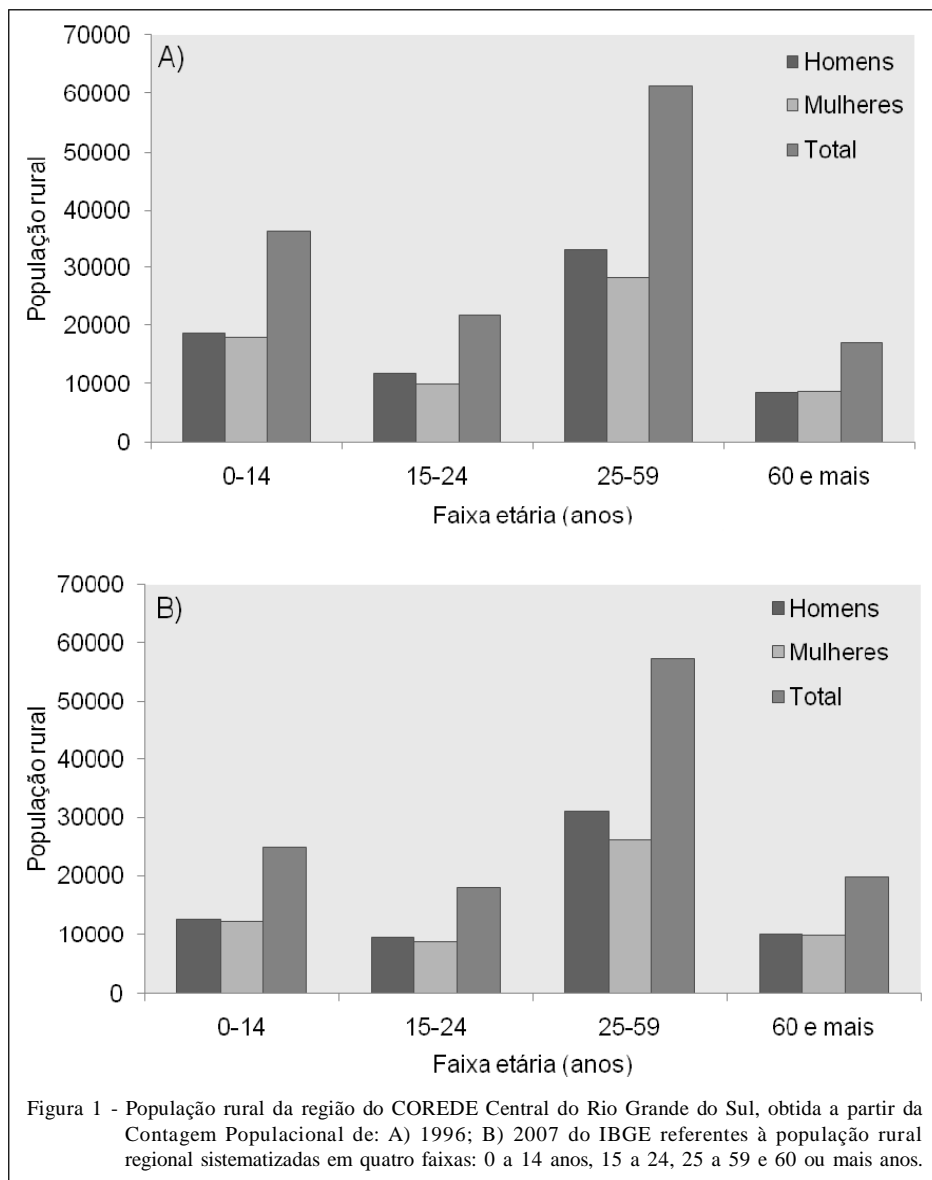 A)
Homens
Mulheres
Total
População rural
70000
60000
50000
40000
30000
20000
10000
0
0-14
15-24
25-59
60 e mais
Faixa etária (anos)
B)
Homens
Mulheres
Total
População rural
70000
60000
50000
40000
30000
20000
10000
0
0-14
15-24
25-59
60 e mais
Faixa etária (anos)
Figura 1 - População rural da região do COREDE Central do Rio Grande do Sul, obtida a partir da
Contagem Populacional de: A) 1996; B) 2007 do IBGE referentes à população rural
regional sistematizadas em quatro faixas: 0 a 14 anos, 15 a 24, 25 a 59 e 60 ou mais anos.